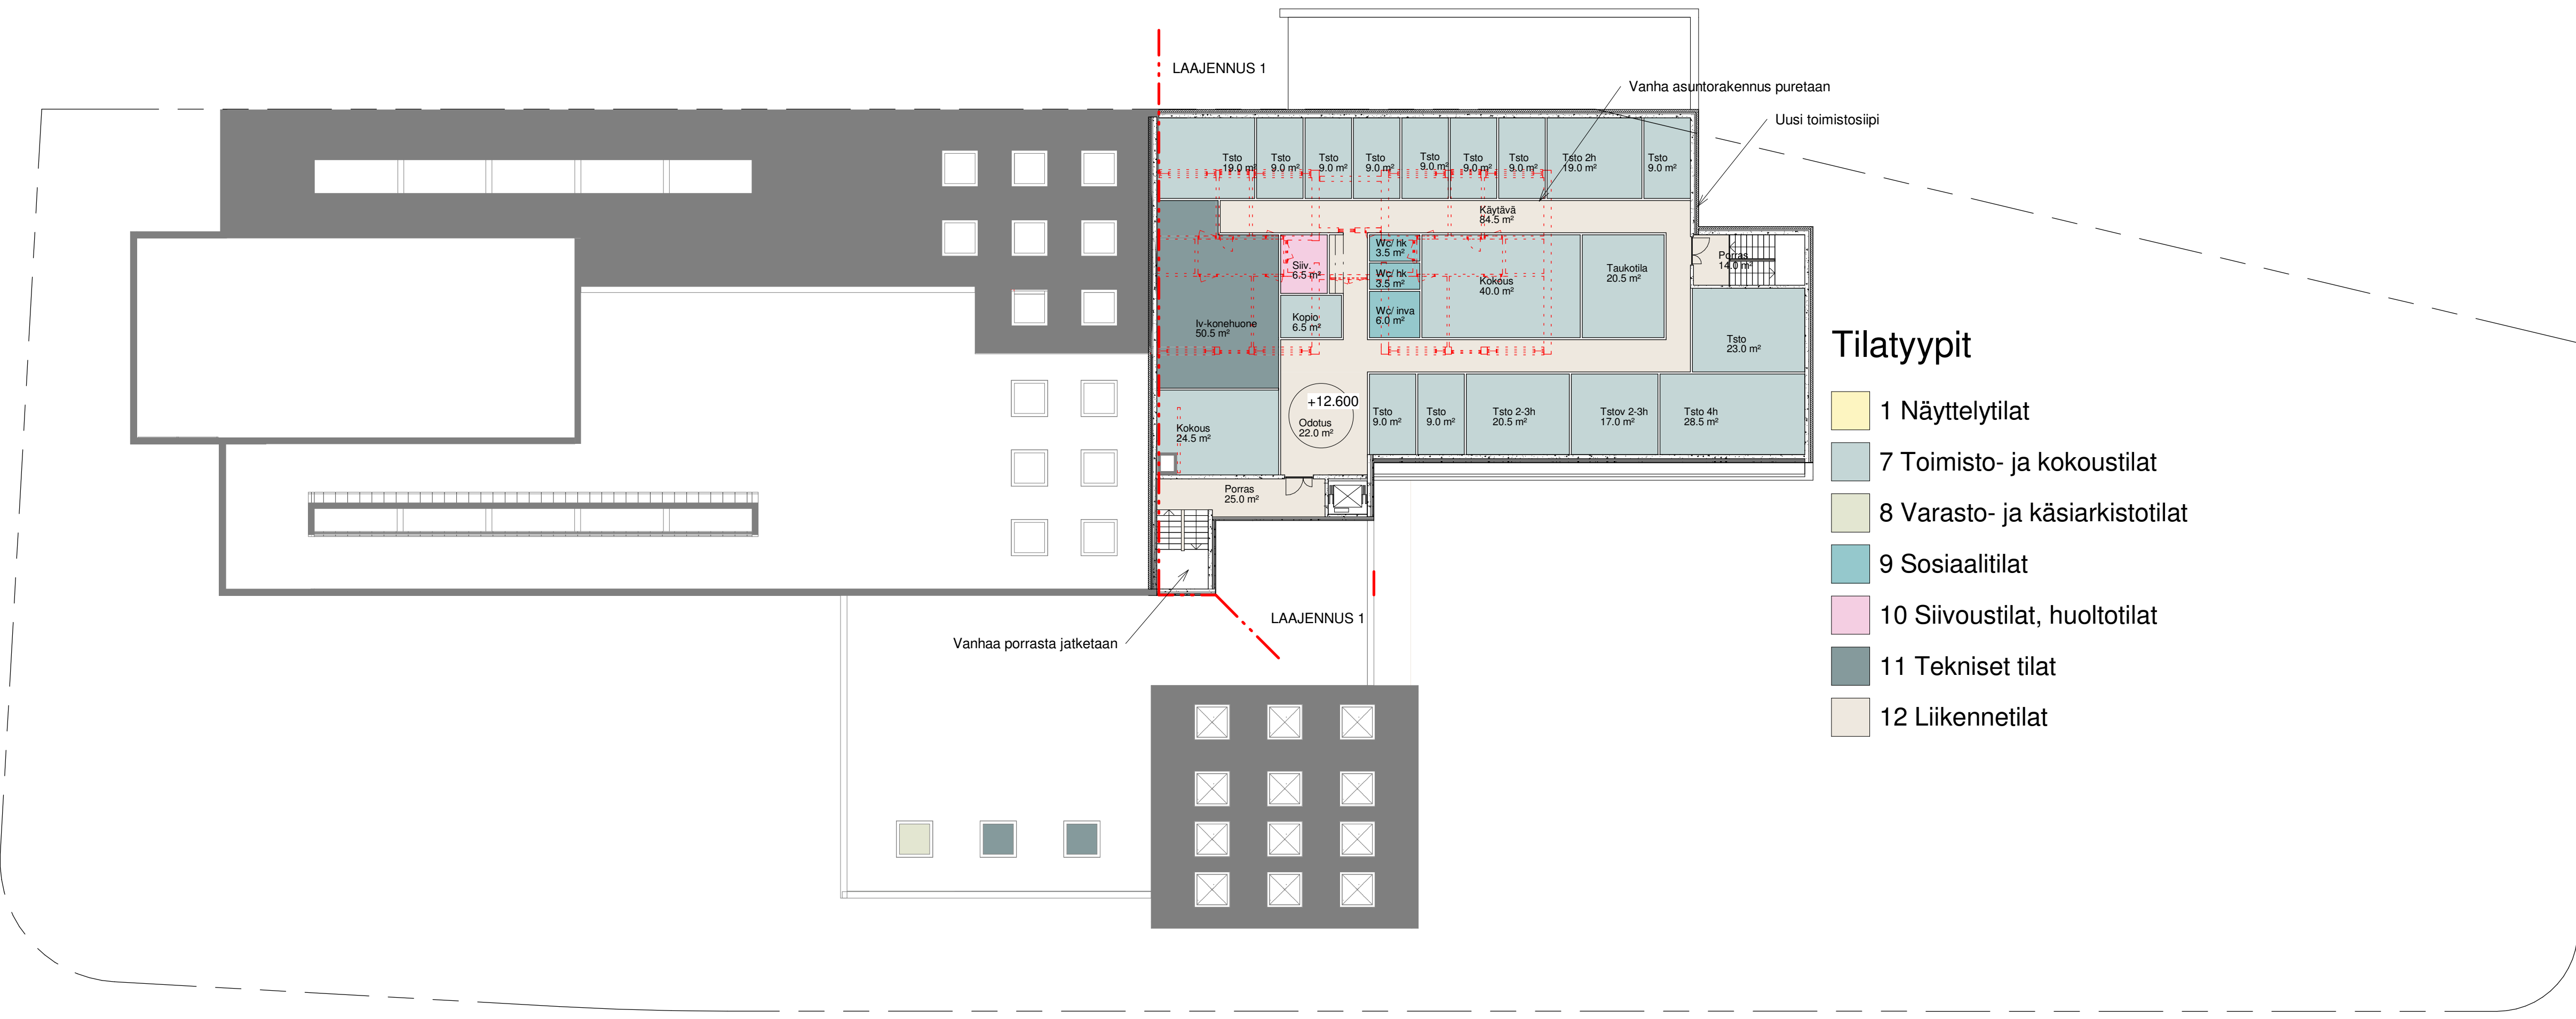 LAAJENNUS 1
Vanha asuntorakennus puretaan
Uusi toimistosiipi
Tsto
19.0 m²
Tsto
9.0 m²
Tsto
9.0 m²
Tsto
9.0 m²
Tsto
9.0 m²
Tsto
9.0 m²
Tsto
9.0 m²
Tsto 2h
19.0 m²
Tsto
9.0 m²
Käytävä
84.5 m²
Wc/ hk
3.5 m²
Siiv.
6.5 m²
Wc/ hk
3.5 m²
Kokous
40.0 m²
Taukotila
20.5 m²
Porras
14.0 m²
Iv-konehuone
50.5 m²
Kopio
6.5 m²
Wc/ inva
6.0 m²
Tsto
23.0 m²
+12.600
Odotus
22.0 m²
Kokous
24.5 m²
Tsto
9.0 m²
Tsto
9.0 m²
Tsto 2-3h
20.5 m²
Tstov 2-3h
17.0 m²
Tsto 4h
28.5 m²
Porras
25.0 m²
LAAJENNUS 1
Vanhaa porrasta jatketaan
Tilatyypit
1 Näyttelytilat
7 Toimisto- ja kokoustilat
8 Varasto- ja käsiarkistotilat
9 Sosiaalitilat
10 Siivoustilat, huoltotilat
11 Tekniset tilat
12 Liikennetilat